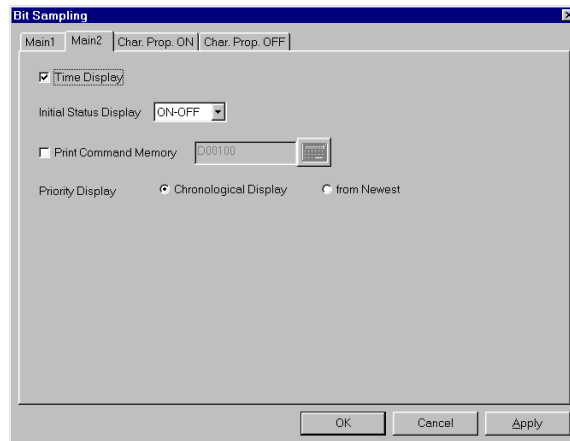 Bit Sampling
Main1 Main2 Char. Prop. ON Char. Prop. OFF
Time Display
Initial Status Display ON-OFF
Print Command Memory D00100
Priority Display Chronological Display from Newest
OK Cancel Apply